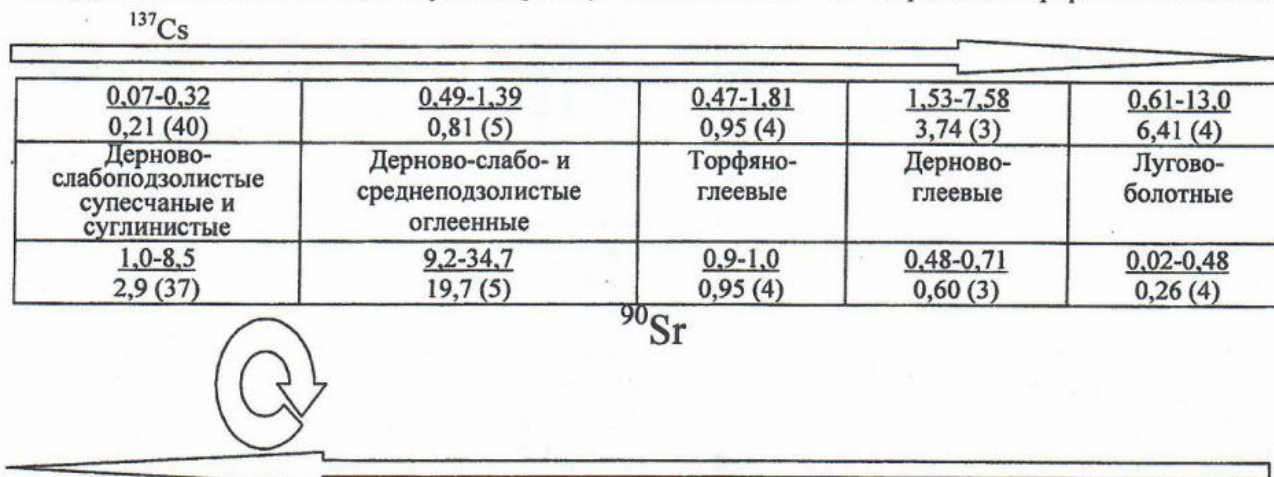 137Cs
0,07-0,32 0,49-1,39 0,47-1,81 1,53-7,58 0,61-13,0
0,21 (40) 0,81 (5) 0,95 (4) 3,74 (3) 6,41 (4)
Дерново- Дерново-слабо- и Торфяно- Дерново- Лугово-
слабоподзолистые среднеподзолистые глеевые глеевые болотные
супесчаные и оглеенные
суглинистые
1,0-8,5 9,2-34,7 0,9-1,0 0,48-0,71 0,02-0,48
2,9 (37) 19,7 (5) 0,95 (4) 0,60 (3) 0,26 (4)
90Sr